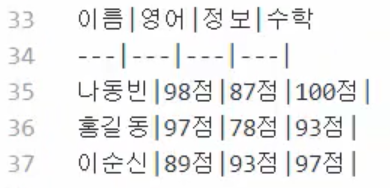 33 이름|영어|정보|수학
34 ---|---|---|---|
35 나동빈|98점|87점|100점|
36 홍길동|97점|78점|93점|
37 이순신|89점|93점|97점|